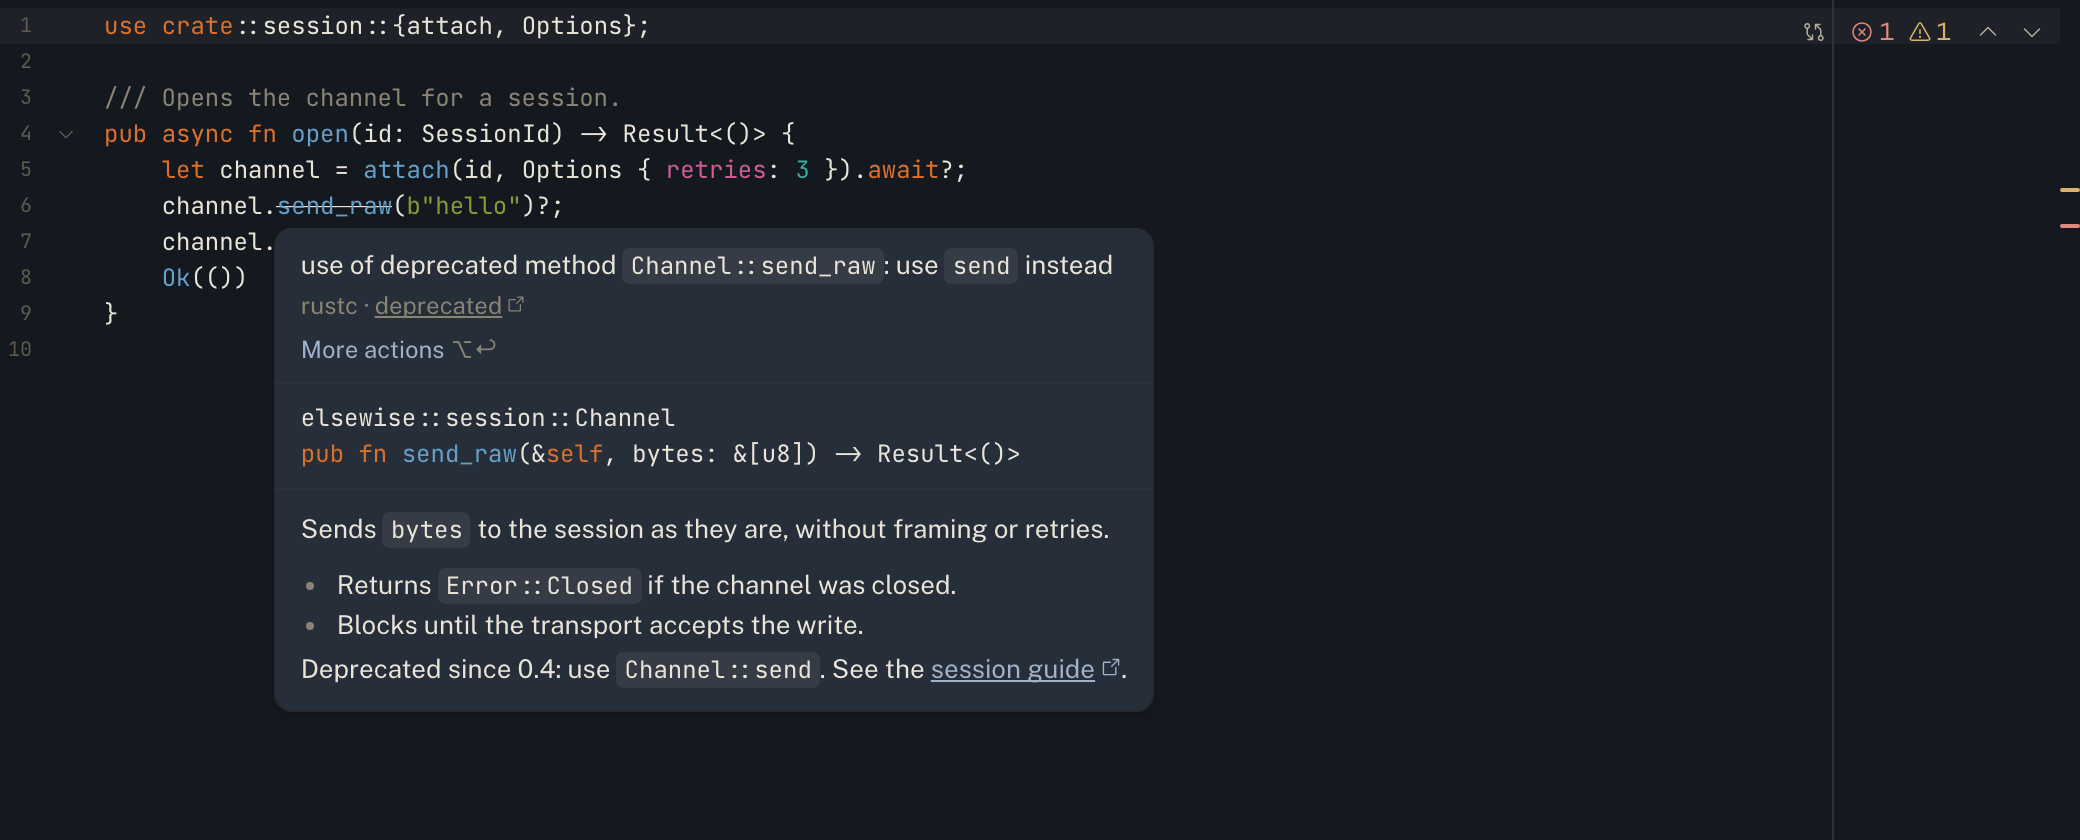 1 use crate::session::{attach, Options};
2
3 /// Opens the channel for a session.
4 pub async fn open(id: SessionId) -> Result<()> {
5 let channel = attach(id, Options { retries: 3 }).await?;
6 channel.send_raw(b"hello")?;
7 channel.
8 Ok(())
9 }
10
1 1
use of deprecated method Channel::send_raw: use send instead
rustc · deprecated
More actions ⌥↩
elsewise::session::Channel
pub fn send_raw(&self, bytes: &[u8]) -> Result<()>
Sends bytes to the session as they are, without framing or retries.
• Returns Error::Closed if the channel was closed.
• Blocks until the transport accepts the write.
Deprecated since 0.4: use Channel::send. See the session guide.